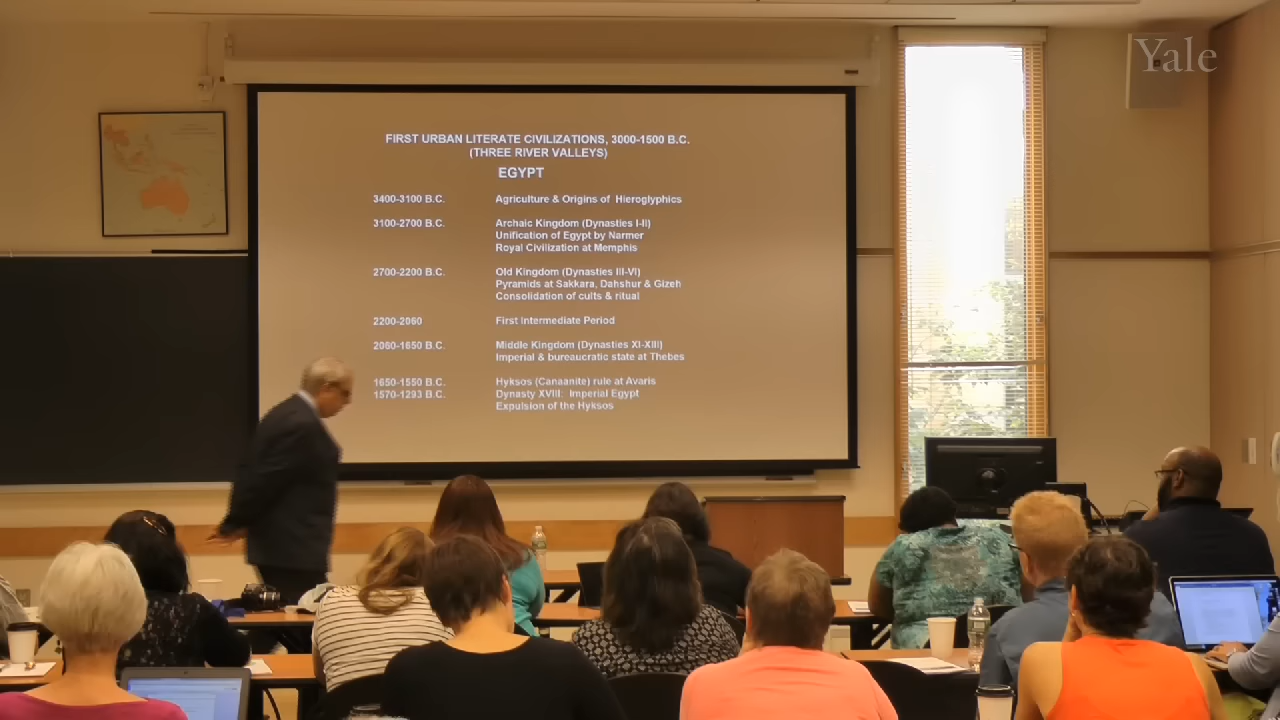 Yale
FIRST URBAN LITERATE CIVILIZATIONS, 3000-1500 B.C.
(THREE RIVER VALLEYS)
EGYPT
3400-3100 B.C. Agriculture & Origins of Hieroglyphics
3100-2700 B.C. Archaic Kingdom (Dynasties I-II)
Unification of Egypt by Narmer
Royal Civilization at Memphis
2700-2200 B.C. Old Kingdom (Dynasties III-VI)
Pyramids at Sakkara, Dahshur & Gizeh
Consolidation of cults & ritual
2200-2060 First Intermediate Period
2060-1650 B.C. Middle Kingdom (Dynasties XI-XIII)
Imperial & bureaucratic state at Thebes
1650-1550 B.C. Hyksos (Canaanite) rule at Avaris
1570-1293 B.C. Dynasty XVIII: Imperial Egypt
Expulsion of the Hyksos